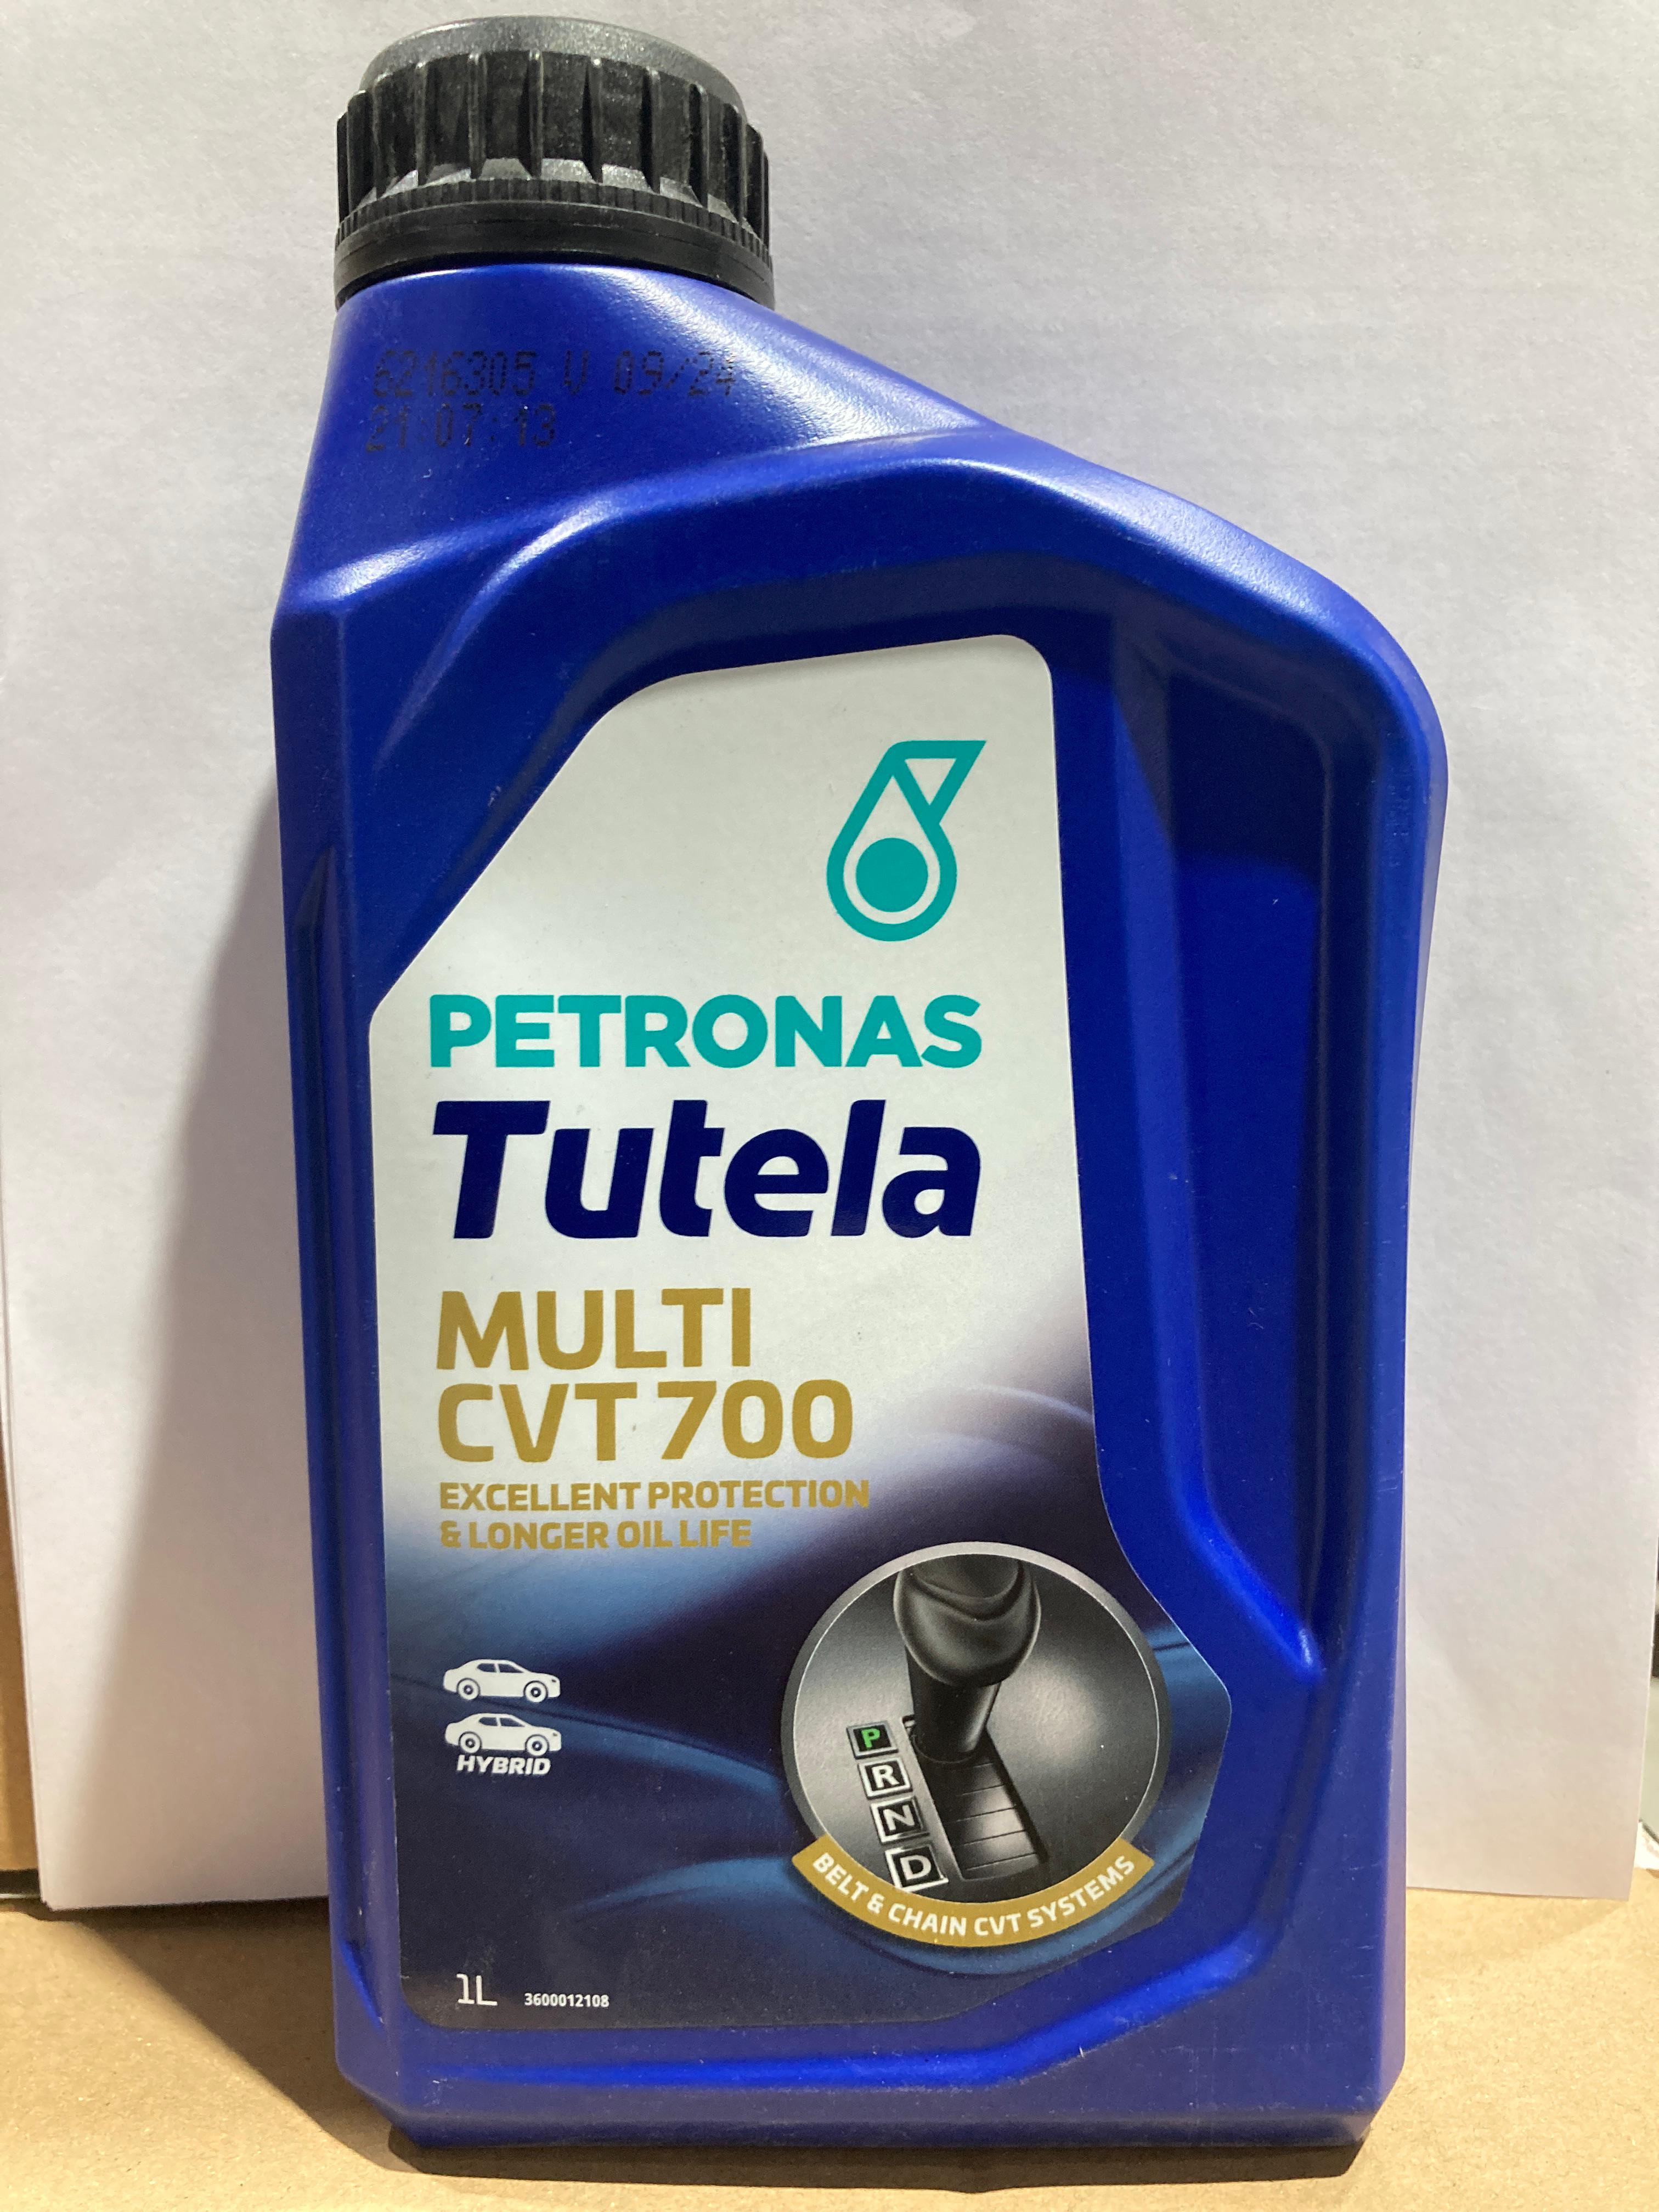 6216305 V 09/24
21:07:13
PETRONAS
Tutela
MULTI
CVT 700
EXCELLENT PROTECTION
& LONGER OIL LIFE
HYBRID
P
R
N
D
BELT & CHAIN CVT SYSTEMS
1L 3600012108